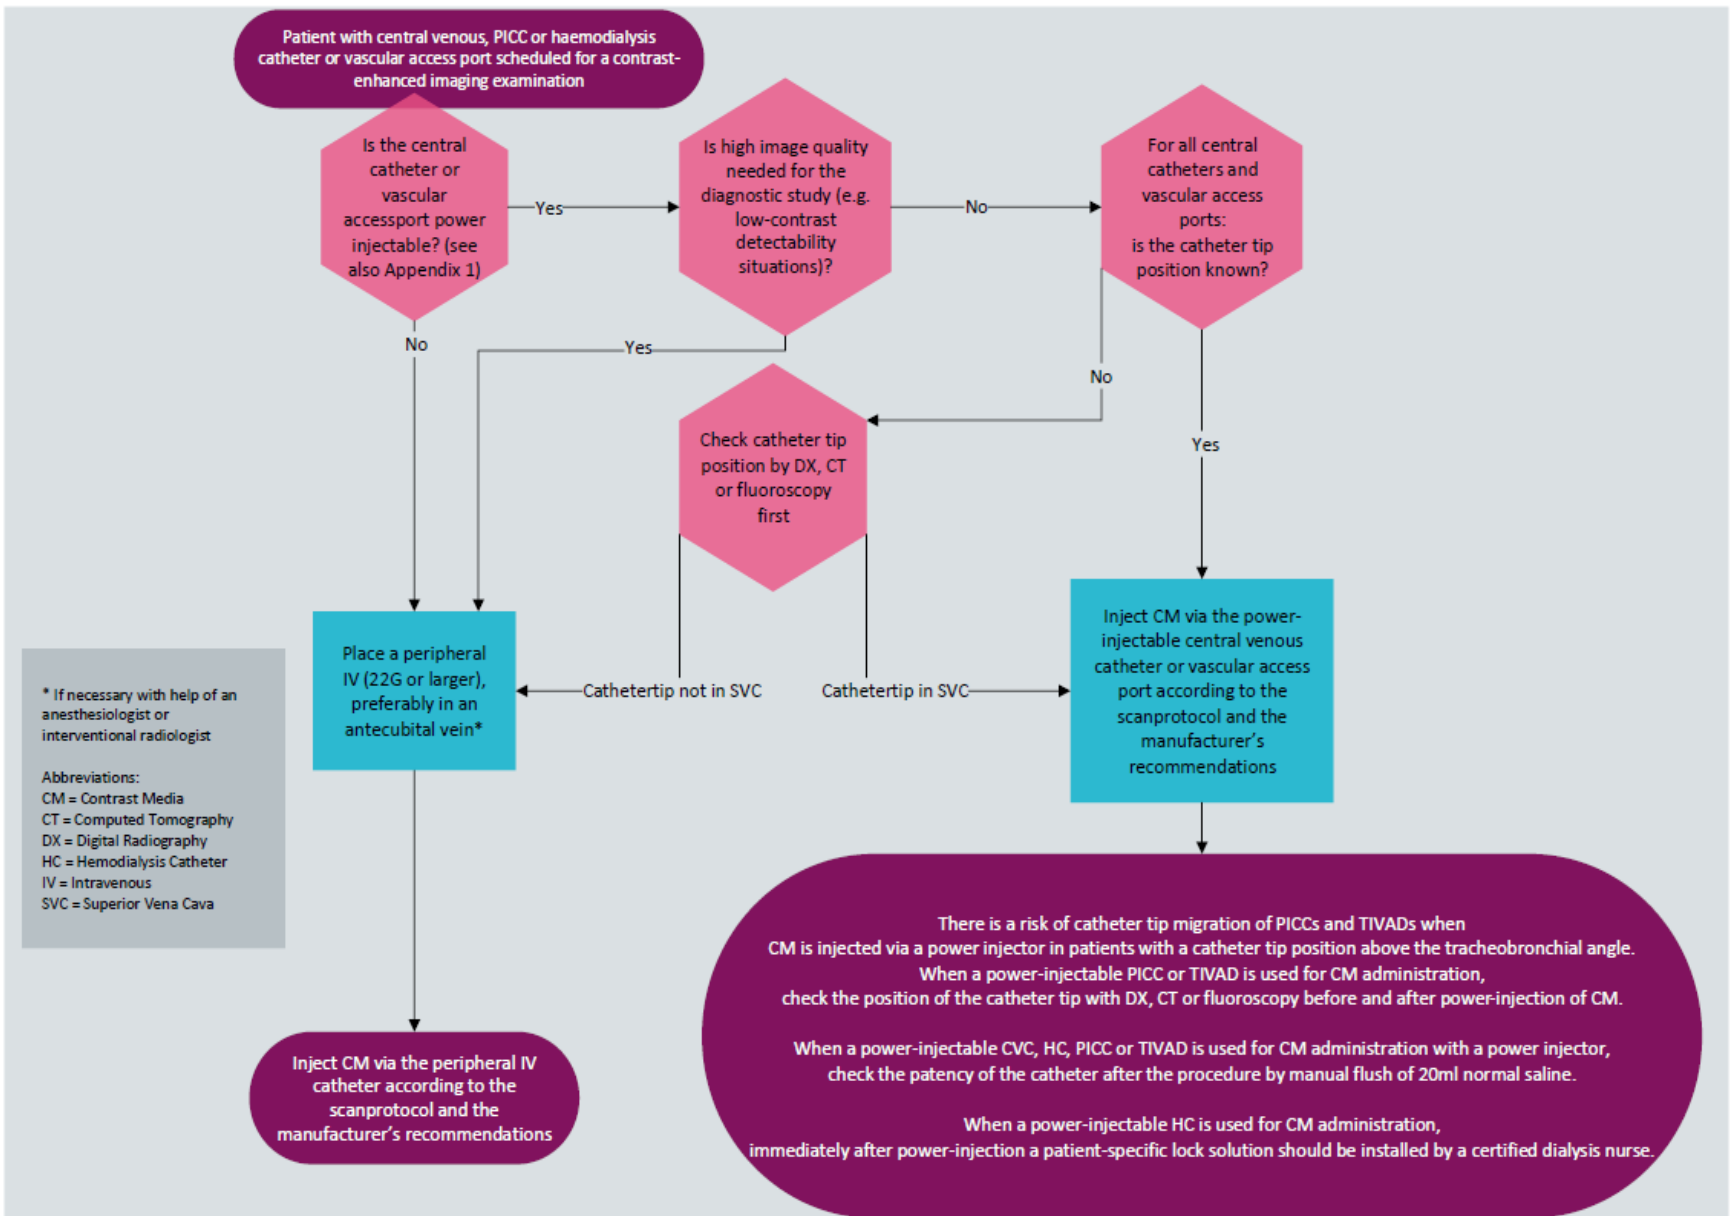 Patient with central venous, PICC or haemodialysis
catheter or vascular access port scheduled for a contrast-
enhanced imaging examination
Is the central
catheter or
vascular
accessport power
injectable? (see
also Appendix 1)
Yes
Is high image quality
needed for the
diagnostic study (e.g.
low-contrast
detectability
situations)?
No
For all central
catheters and
vascular access
ports:
is the catheter tip
position known?
No
Yes
No
Yes
Check catheter tip
position by DX, CT
or fluoroscopy
first
Place a peripheral
IV (22G or larger),
preferably in an
antecubital vein*
Cathetertip not in SVC
Cathetertip in SVC
Inject CM via the power-
injectable central venous
catheter or vascular access
port according to the
scanprotocol and the
manufacturer's
recommendations
* If necessary with help of an
anesthesiologist or
interventional radiologist
Abbreviations:
CM = Contrast Media
CT = Computed Tomography
DX = Digital Radiography
HC = Hemodialysis Catheter
IV = Intravenous
SVC = Superior Vena Cava
Inject CM via the peripheral IV
catheter according to the
scanprotocol and the
manufacturer's recommendations
There is a risk of catheter tip migration of PICCs and TIVADs when
CM is injected via a power injector in patients with a catheter tip position above the tracheobronchial angle.
When a power-injectable PICC or TIVAD is used for CM administration,
check the position of the catheter tip with DX, CT or fluoroscopy before and after power-injection of CM.
When a power-injectable CVC, HC, PICC or TIVAD is used for CM administration with a power injector,
check the patency of the catheter after the procedure by manual flush of 20ml normal saline.
When a power-injectable HC is used for CM administration,
immediately after power-injection a patient-specific lock solution should be installed by a certified dialysis nurse.